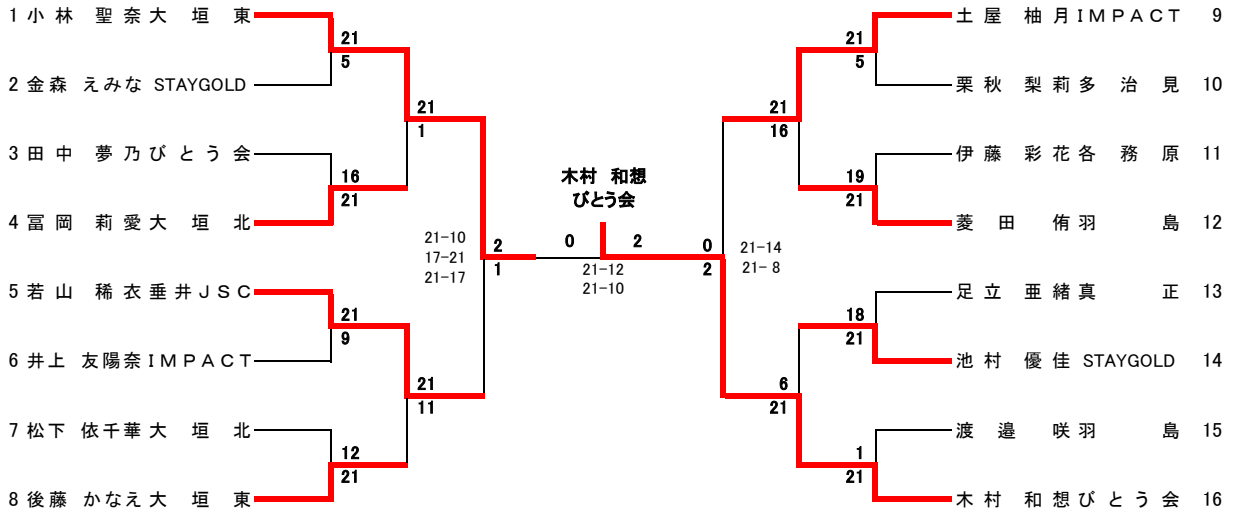 1 小林 聖奈 大垣東
21
5
2 金森 えみな STAYGOLD
21
1
3 田中 夢乃 びとう会
16
21
4 冨岡 莉愛 大垣北
21-10
17-21
21-17
2
1
5 若山 稀衣 垂井JSC
21
9
6 井上 友陽奈 IMPACT
21
11
7 松下 依千華 大垣北
12
21
8 後藤 かなえ 大垣東
木村 和想
びとう会
0 2
21-12
21-10
土屋 柚月 IMPACT 9
21
5
栗秋 梨莉 多治見 10
21
16
伊藤 彩花 各務原 11
19
21
菱田 侑 羽島 12
0
2
21-14
21- 8
足立 亜緒 真正 13
18
21
池村 優佳 STAYGOLD 14
6
21
渡邉 咲 羽島 15
1
21
木村 和想 びとう会 16